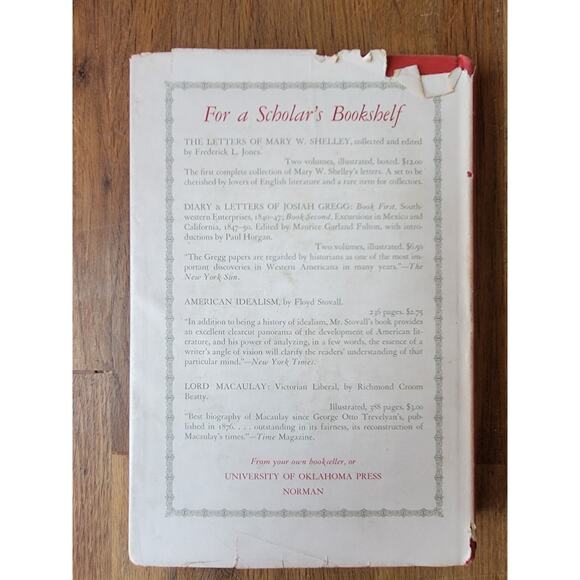 For a Scholar's Bookshelf
THE LETTERS OF MARY W. SHELLEY, collected and edited
by Frederick L. Jones.
Two volumes, illustrated, boxed. $12.00
The first complete collection of Mary W. Shelley's letters. A set to be
cherished by lovers of English literature and a rare item for collectors.
DIARY & LETTERS OF JOSIAH GREGG: Book First, South-
western Enterprises, 1840-47; Book Second, Excursions in Mexico and
California, 1847-50. Edited by Maurice Garland Fulton, with intro-
ductions by Paul Horgan.
Two volumes, illustrated. $6.50
"The Gregg papers are regarded by historians as one of the most im-
portant discoveries in Western Americana in many years."—The
New York Sun.
AMERICAN IDEALISM, by Floyd Stovall.
236 pages. $2.75
"In addition to being a history of idealism, Mr. Stovall's book provides
an excellent clearcut panorama of the development of American lit-
erature, and his power of analyzing, in a few words, the essence of a
writer's angle of vision will clarify the readers' understanding of that
particular mind."—New York Times.
LORD MACAULAY: Victorian Liberal, by Richmond Croom
Beatty.
Illustrated, 388 pages. $3.00
"Best biography of Macaulay since George Otto Trevelyan's, pub-
lished in 1876. . . . outstanding in its fairness, its reconstruction of
Macaulay's times."—Time Magazine.
From your own bookseller, or
UNIVERSITY OF OKLAHOMA PRESS
NORMAN